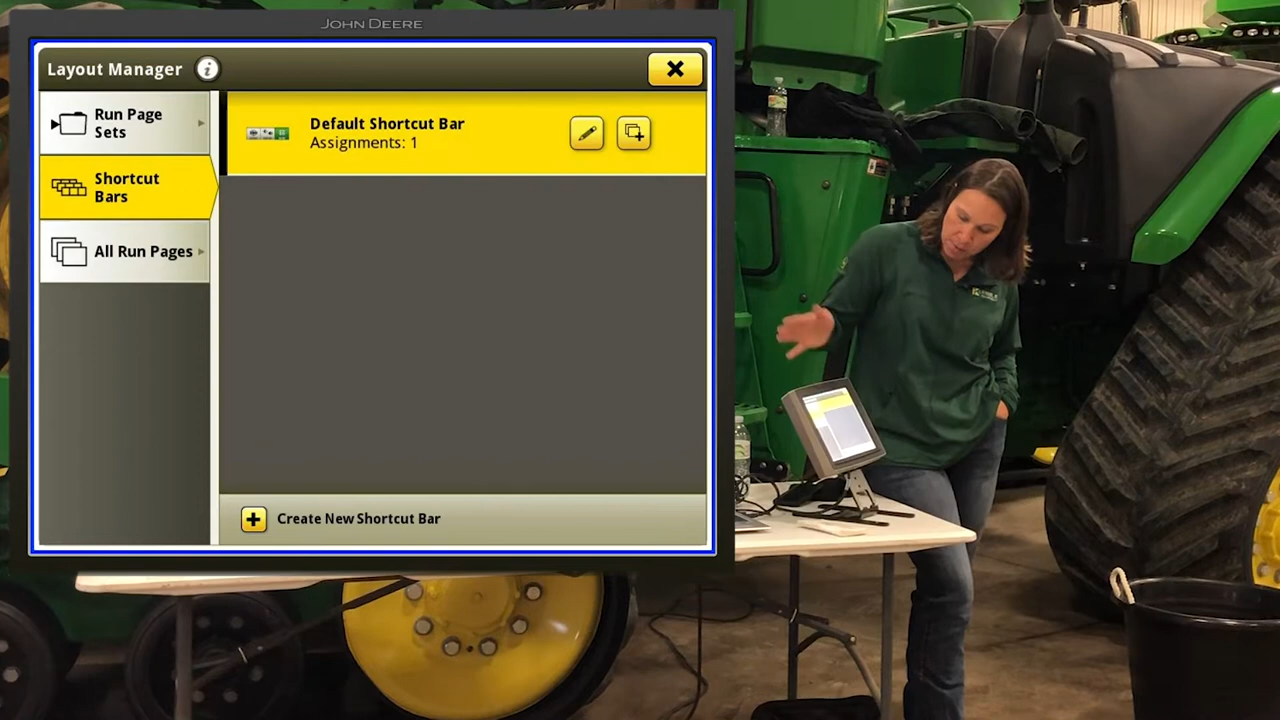 JOHN DEERE
Layout Manager
Run Page
Sets
Shortcut
Bars
All Run Pages
Default Shortcut Bar
Assignments: 1
Create New Shortcut Bar